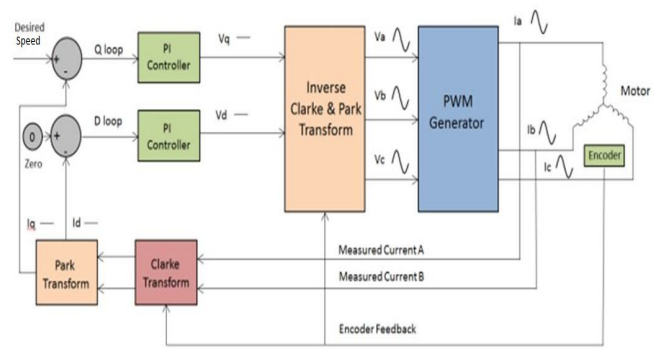 Desired
Speed
+
-
Q loop
PI
Controller
Vq
Inverse
Clarke & Park
Transform
Va
Vb
Vc
PWM
Generator
Ia
Ib
Ic
Motor
Encoder
0
Zero
+
-
D loop
PI
Controller
Vd
Iq
Id
Park
Transform
Clarke
Transform
Measured Current A
Measured Current B
Encoder Feedback